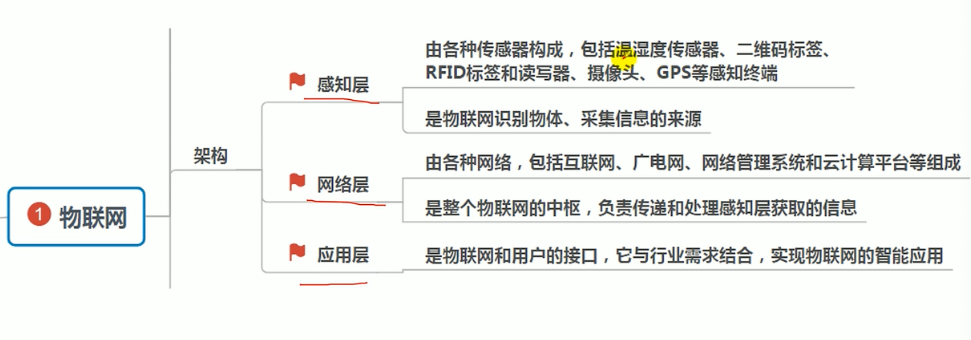 由各种传感器构成，包括温湿度传感器、二维码标签、
RFID标签和读写器、摄像头、GPS等感知终端
感知层
是物联网识别物体、采集信息的来源
架构
由各种网络，包括互联网、广电网、网络管理系统和云计算平台等组成
网络层
1 物联网
是整个物联网的中枢，负责传递和处理感知层获取的信息
应用层
是物联网和用户的接口，它与行业需求结合，实现物联网的智能应用